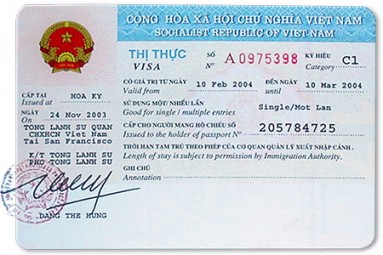 CỘNG HÒA XÃ HỘI CHỦ NGHĨA VIỆT NAM
SOCIALIST REPUBLIC OF VIET NAM
THỊ THỰC
VISA
SỐ
Nº
A0975398
KÝ HIỆU
Category
C1
CÓ GIÁ TRỊ TỪ NGÀY
Valid from
10 Feb 2004
ĐẾN NGÀY
until
10 Mar 2004
CẤP TẠI
Issued at
HOA KY
NGÀY
On
24 Nov 2003
SỬ DỤNG MỘT/NHIỀU LẦN
Good for single / multiple entries
Single/Mot Lan
CẤP CHO NGƯỜI MANG HỘ CHIẾU SỐ
Issued to the holder of passport Nº
205784725
TONG LANH SU QUAN
CHXHCN Viet Nam
Tai San Francisco
K/T TONG LANH SU
PHO TONG LANH SU
THỜI HẠN TẠM TRÚ THEO PHÉP CỦA CƠ QUAN QUẢN LÝ XUẤT NHẬP CẢNH.
Length of stay is subject to permission by Immigration Authority.
GHI CHÚ
Annotation
DANG THE HUNG